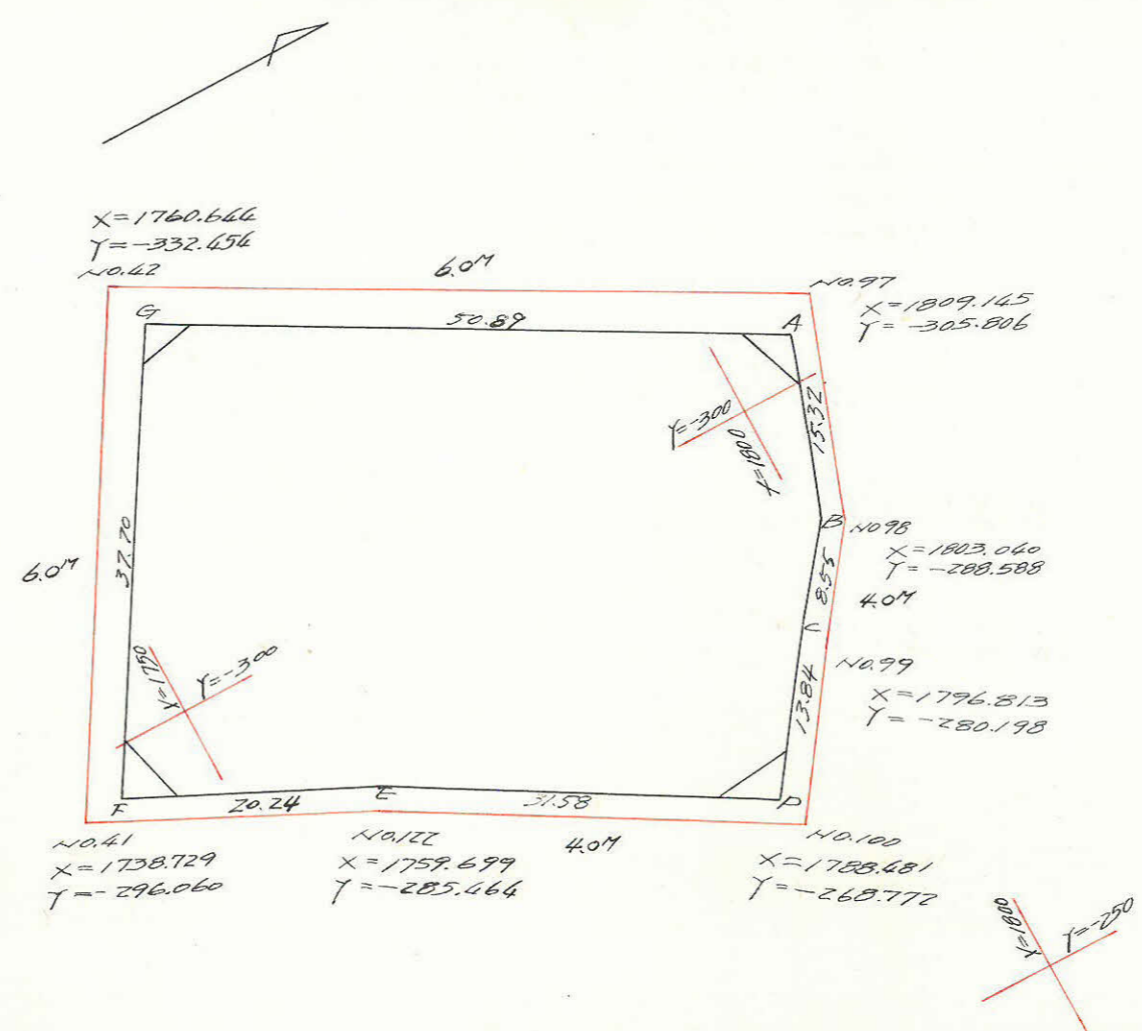 X=1760.644
Y=-332.454
NO.42
6.0M
NO.97
X=1809.145
Y=-305.806
G
50.89
A
15.32
Y=-300
X=1800
B
NO98
X=1803.040
Y=-288.588
8.55
4.0M
C
NO.99
X=1796.813
Y=-280.198
13.84
37.70
6.0M
X=1750
Y=-300
F
20.24
E
31.58
P
NO.41
X=1738.729
Y=-296.060
NO.122
X=1759.699
Y=-285.464
4.0M
NO.100
X=1788.481
Y=-268.772
X=1800
Y=-250